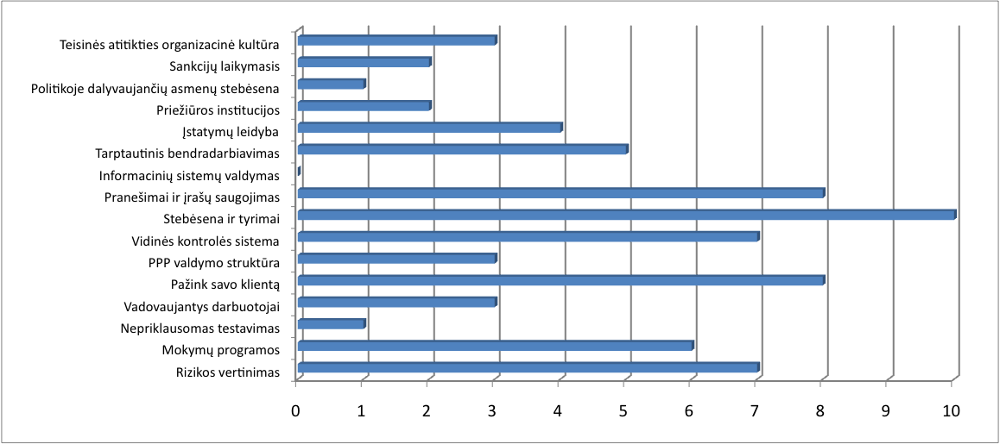 Teisinės atitikties organizacinė kultūra
Sankcijų laikymasis
Politikoje dalyvaujančių asmenų stebėsena
Priežiūros institucijos
Įstatymų leidyba
Tarptautinis bendradarbiavimas
Informacinių sistemų valdymas
Pranešimai ir įrašų saugojimas
Stebėsena ir tyrimai
Vidinės kontrolės sistema
PPP valdymo struktūra
Pažink savo klientą
Vadovaujantys darbuotojai
Nepriklausomas testavimas
Mokymų programos
Rizikos vertinimas
0 1 2 3 4 5 6 7 8 9 10